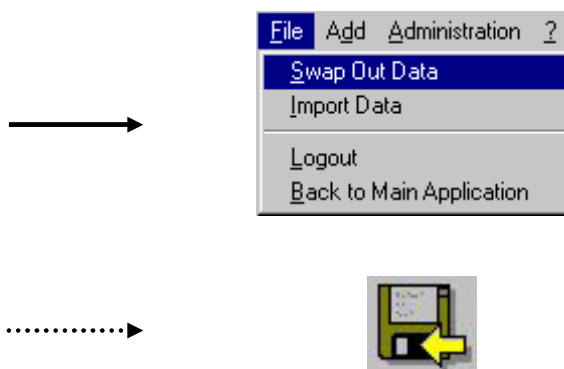 File Add Administration ?
Swap Out Data
Import Data
Logout
Back to Main Application